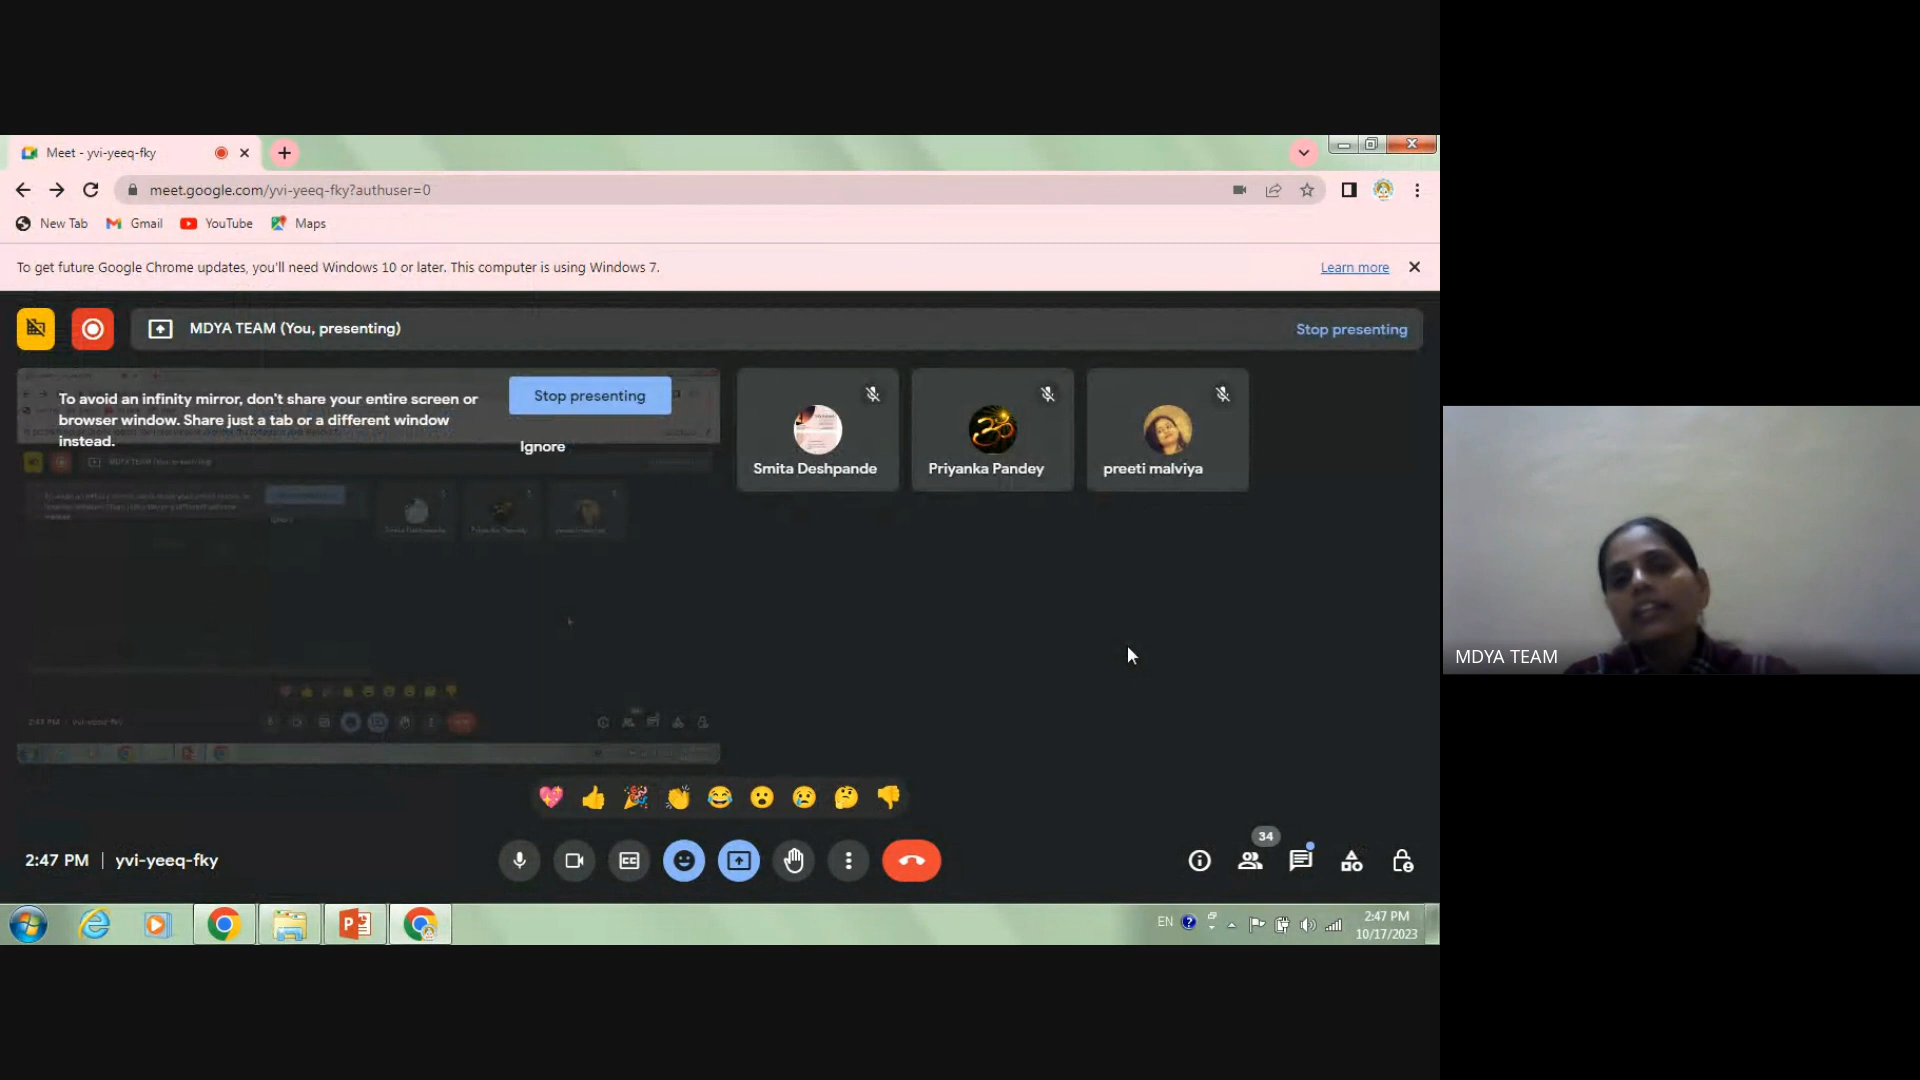 Meet - yvi-yeeq-fky
meet.google.com/yvi-yeeq-fky?authuser=0
New Tab
Gmail
YouTube
Maps
To get future Google Chrome updates, you'll need Windows 10 or later. This computer is using Windows 7.
Learn more
MDYA TEAM (You, presenting)
Stop presenting
To avoid an infinity mirror, don't share your entire screen or
browser window. Share just a tab or a different window
instead.
Stop presenting
Ignore
Smita Deshpande
Priyanka Pandey
preeti malviya
MDYA TEAM
34
2:47 PM | yvi-yeeq-fky
EN
2:47 PM
10/17/2023